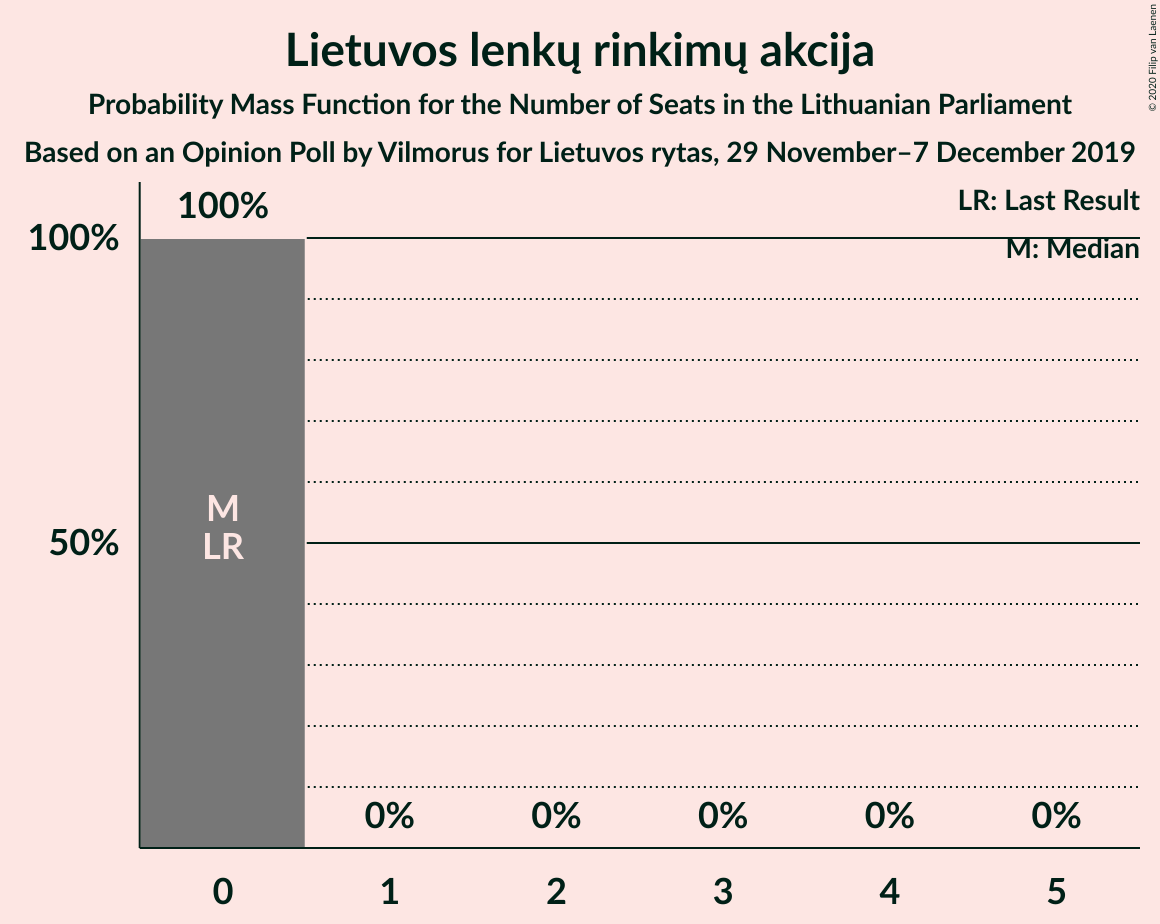 Lietuvos lenkų rinkimų akcija
Probability Mass Function for the Number of Seats in the Lithuanian Parliament
Based on an Opinion Poll by Vilmorus for Lietuvos rytas, 29 November–7 December 2019
© 2020 Filip van Laenen
LR: Last Result
M: Median
100%
100%
50%
M
LR
0%
0%
0%
0%
0%
0
1
2
3
4
5